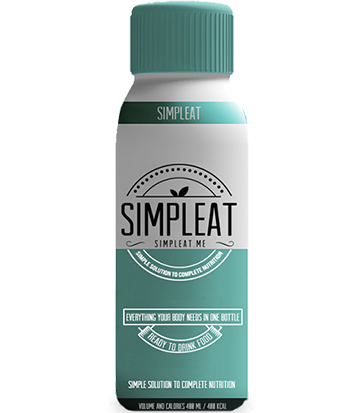 SIMPLEAT
SIMPLEAT
SIMPLEAT.ME
SIMPLE SOLUTION TO COMPLETE NUTRITION
EVERYTHING YOUR BODY NEEDS IN ONE BOTTLE
READY TO DRINK FOOD
SIMPLE SOLUTION TO COMPLETE NUTRITION
VOLUME AND CALORIES 400 ML / 400 KCAL